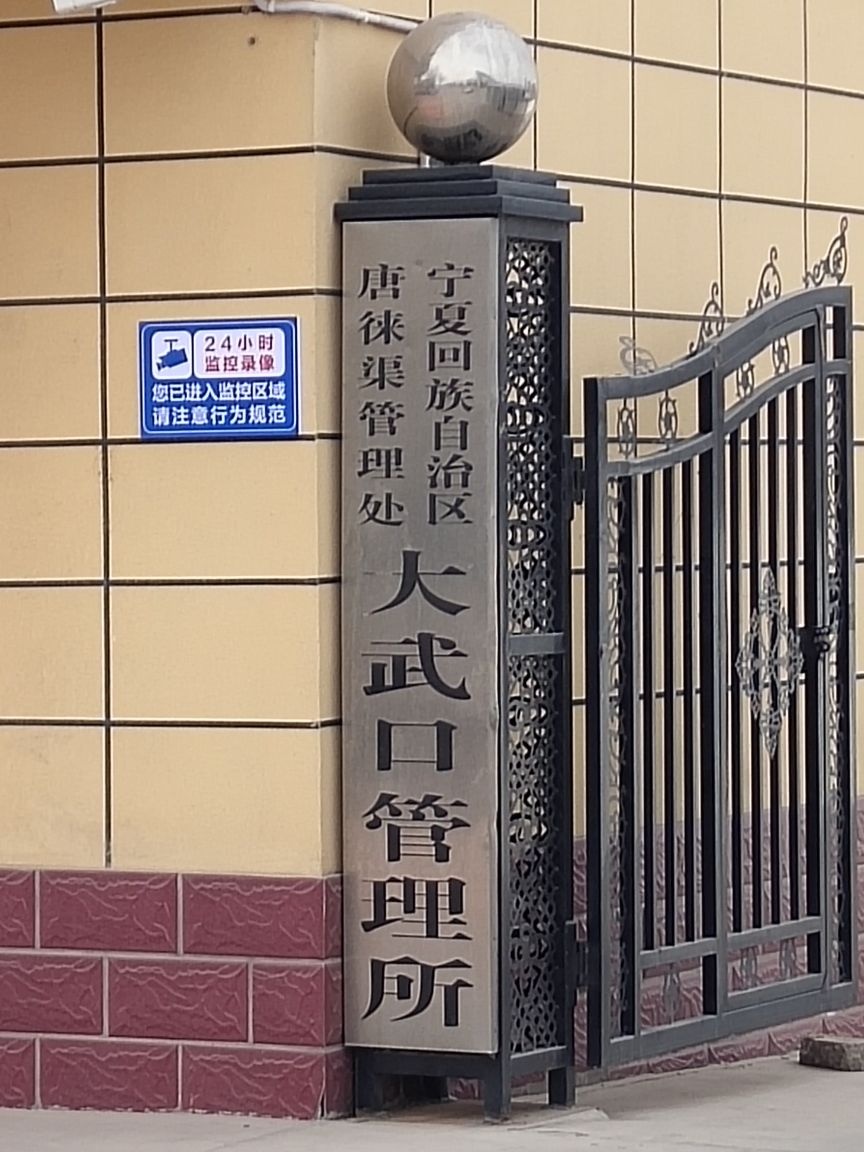 宁夏回族自治区
唐徕渠管理处
大武口管理所
24小时
监控录像
您已进入监控区域
请注意行为规范